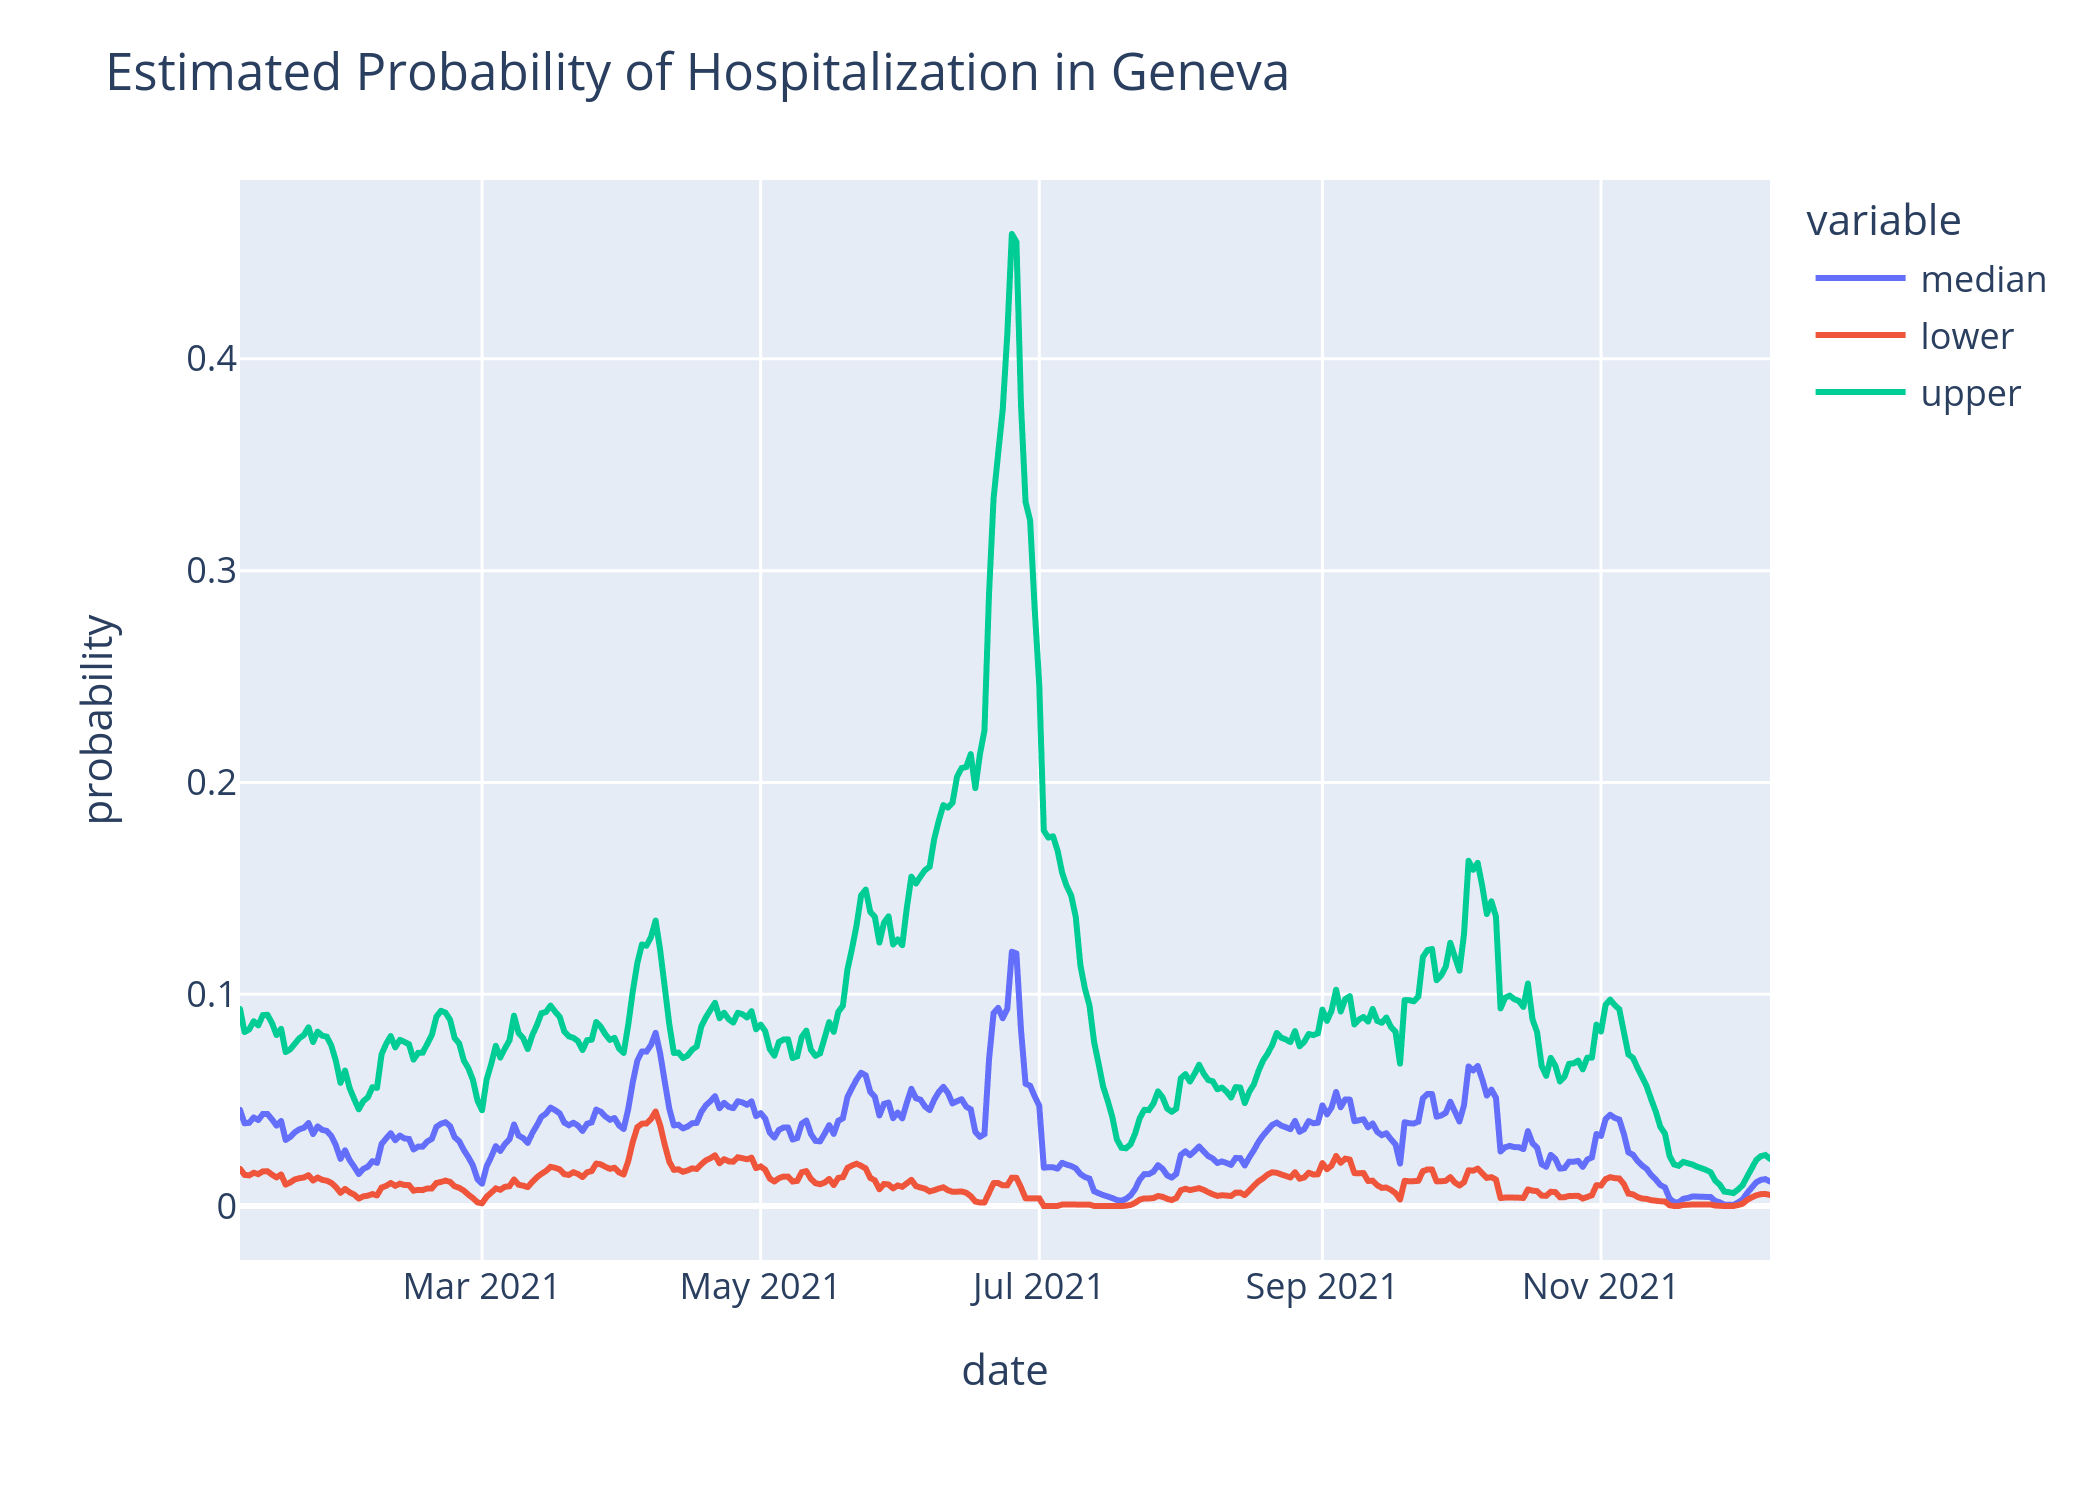 Estimated Probability of Hospitalization in Geneva
variable
median
lower
upper
probability
0.4
0.3
0.2
0.1
0
Mar 2021
May 2021
Jul 2021
Sep 2021
Nov 2021
date